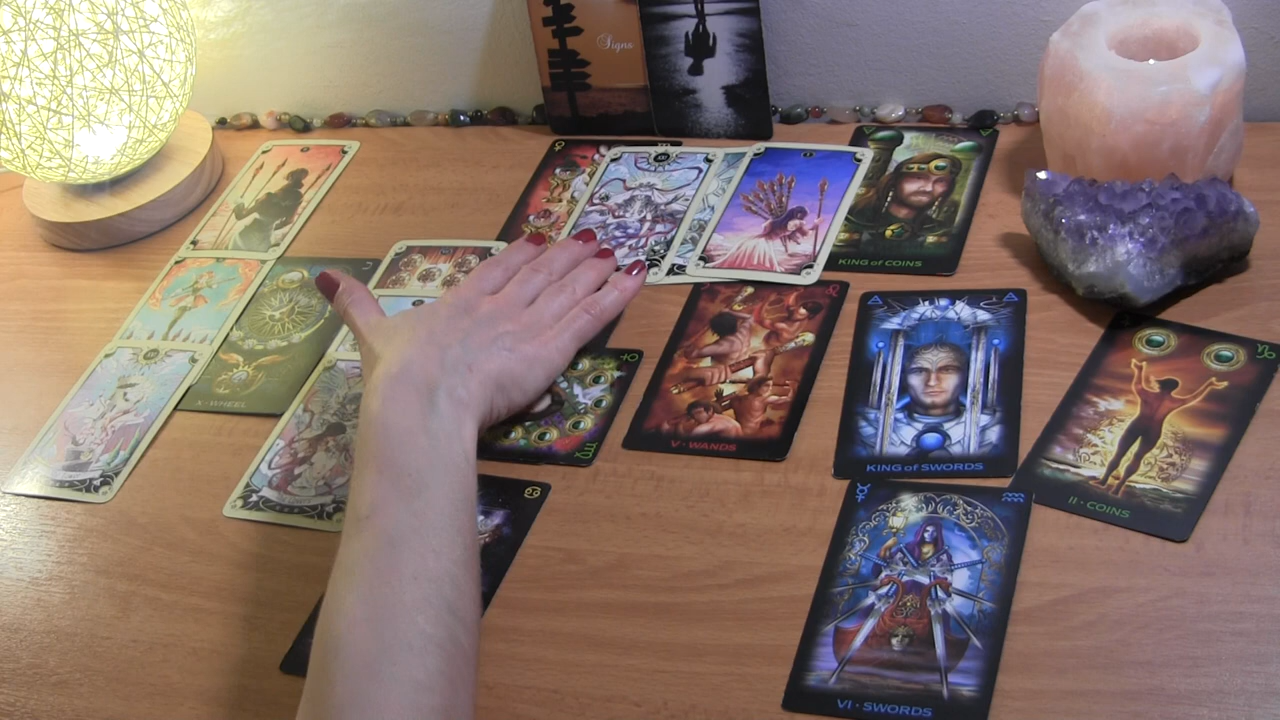 Signs
KING of COINS
X · WHEEL
V · WANDS
KING of SWORDS
II · COINS
VI · SWORDS